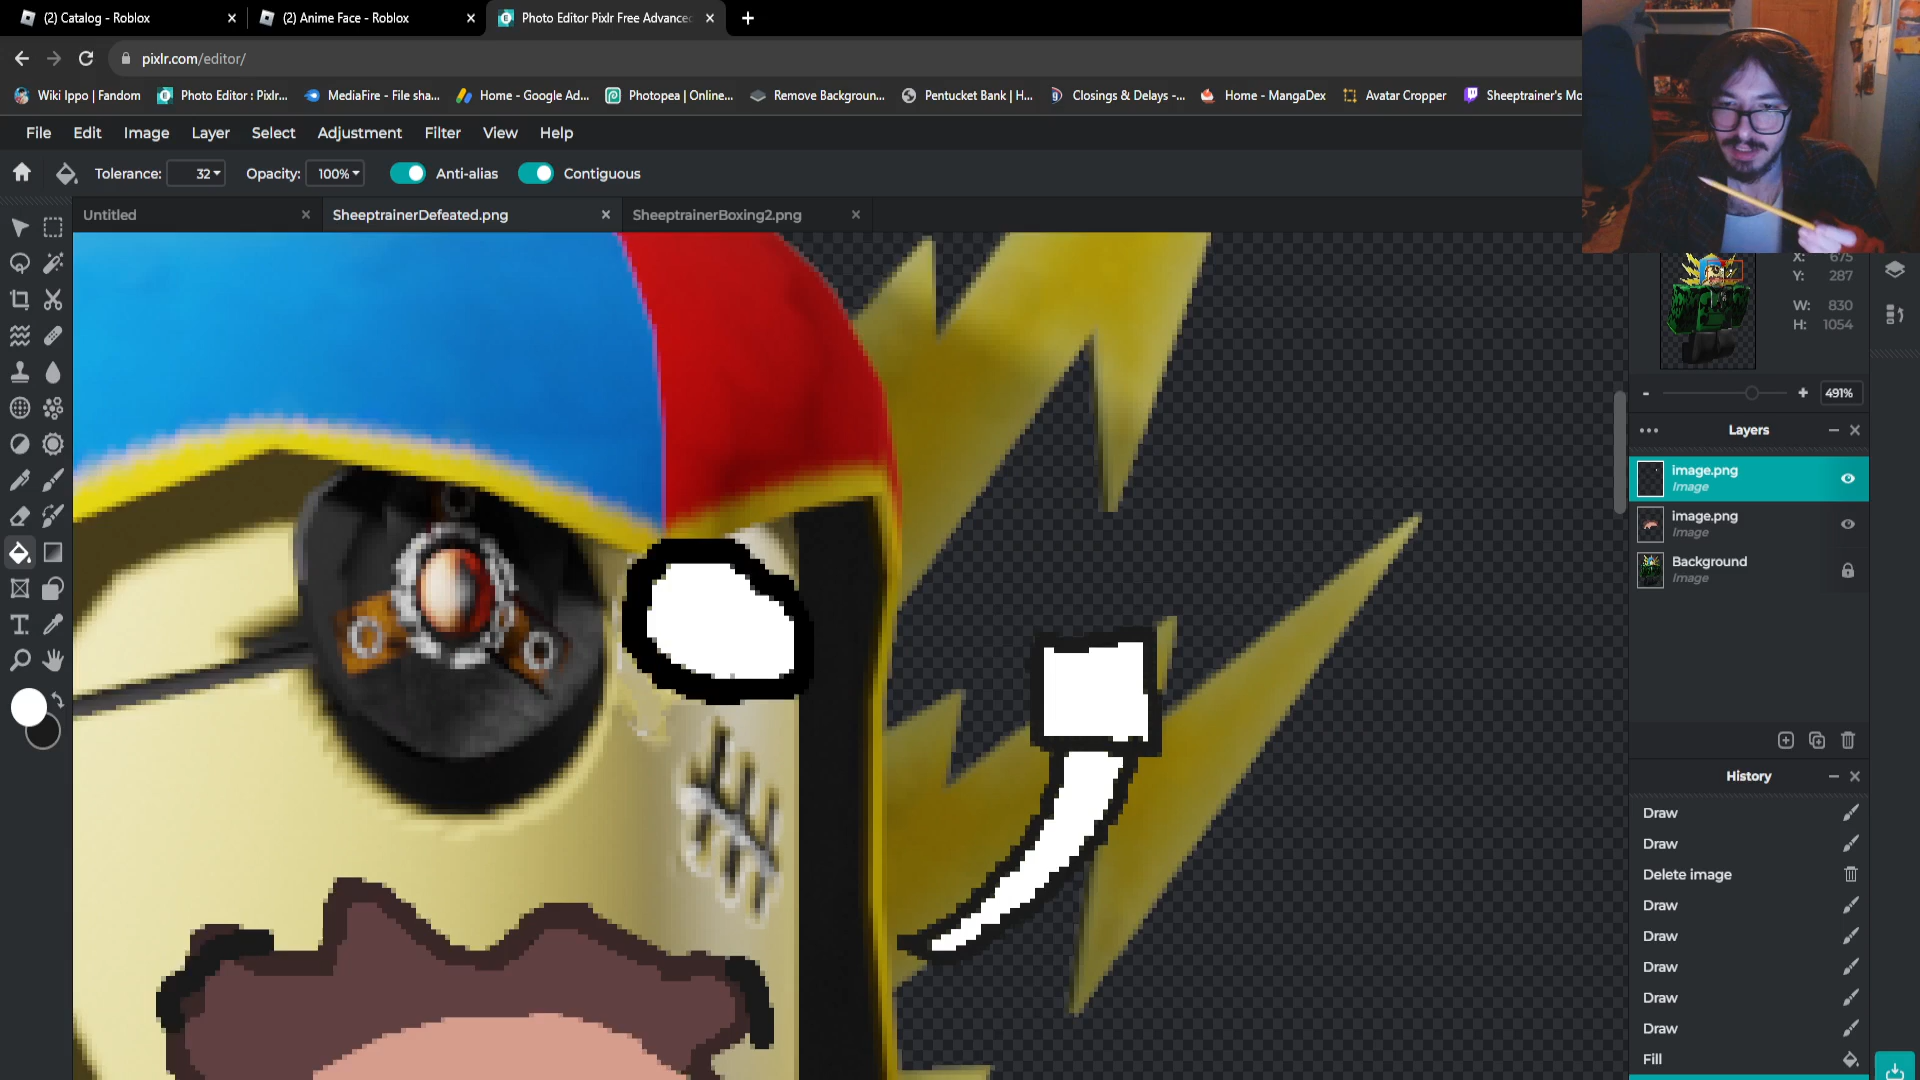 (2) Catalog - Roblox
(2) Anime Face - Roblox
Photo Editor Pixlr Free Advance
pixlr.com/editor/
Wiki Ippo | Fandom
Photo Editor : Pixlr...
MediaFire - File sha...
Home - Google Ad...
Photopea | Online...
Remove Backgroun...
Pentucket Bank | H...
Closings & Delays -...
Home - MangaDex
Avatar Cropper
Sheeptrainer's Mo
File Edit Image Layer Select Adjustment Filter View Help
Tolerance: 32 Opacity: 100% Anti-alias Contiguous
Untitled
SheeptrainerDefeated.png
SheeptrainerBoxing2.png
X: 675
Y: 287
W: 830
H: 1054
491%
Layers
image.png
Image
image.png
Image
Background
Image
History
Draw
Draw
Delete image
Draw
Draw
Draw
Draw
Draw
Fill